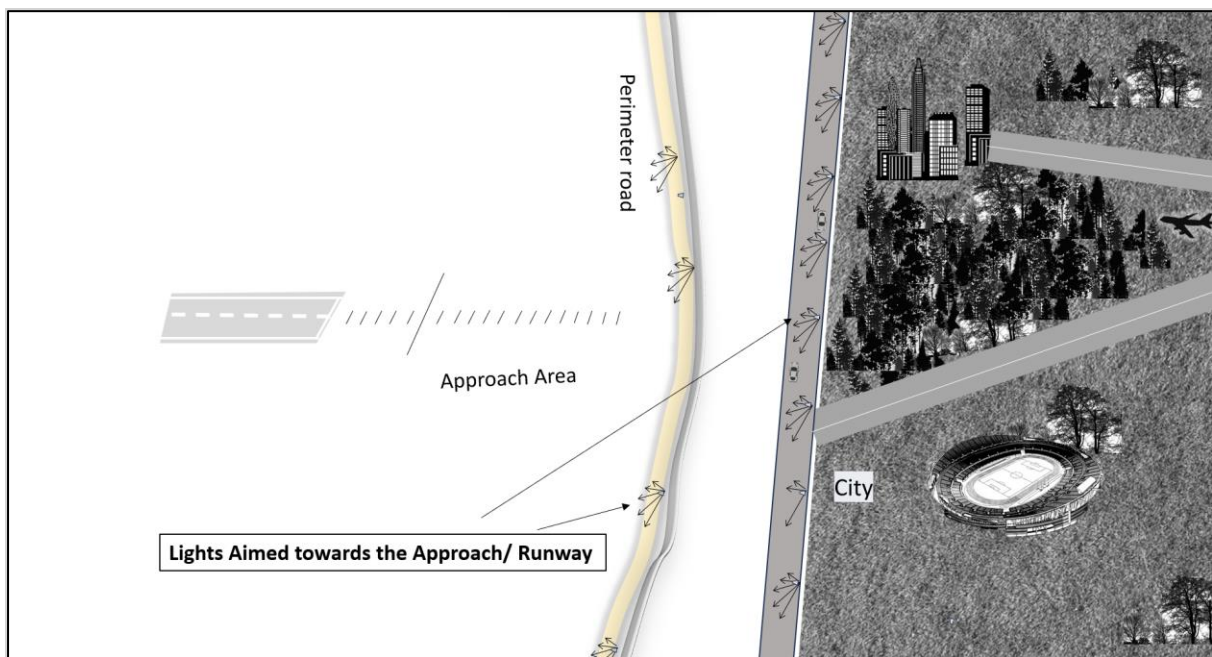 Perimeter road
Approach Area
City
Lights Aimed towards the Approach/ Runway